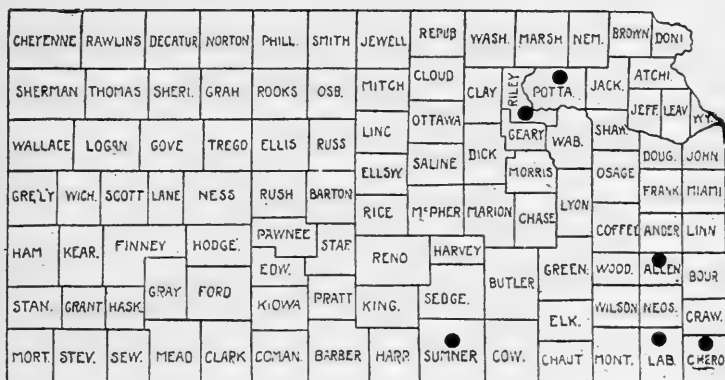 CHEYENNE RAWLINS DECATUR NORTON PHILL. SMITH JEWELL REPUB WASH. MARSH NEM. BROWN DONI.
SHERMAN THOMAS SHERI. GRAH ROOKS OSB. MITCH CLOUD CLAY RILEY POTTA. JACK. ATCHI.
JEFF. LEAV. WY.
WALLACE LOGAN GOVE TREGO ELLIS RUSS LINC OTTAWA DICK GEARY WAB. SHAW. DOUG. JOHN.
ELLSW. SALINE MORRIS OSAGE
GRELY WICH. SCOTT LANE NESS RUSH BARTON RICE McPHER MARION CHASE LYON FRANK MIAMI
HAM KEAR. FINNEY HODGE. PAWNEE STAF. RENO HARVEY COFFEE ANDER LINN
EDW. BUTLER GREEN. WOOD. ALLEN BOUR
STAN. GRANT HASK. GRAY FORD KIOWA PRATT KING. SEDGE. ELK. WILSON NEOS. CRAW.
MORT. STEV. SEW. MEAD CLARK COMAN. BARBER HARP. SUMNER COW. CHAUT MONT. LAB. CHERO